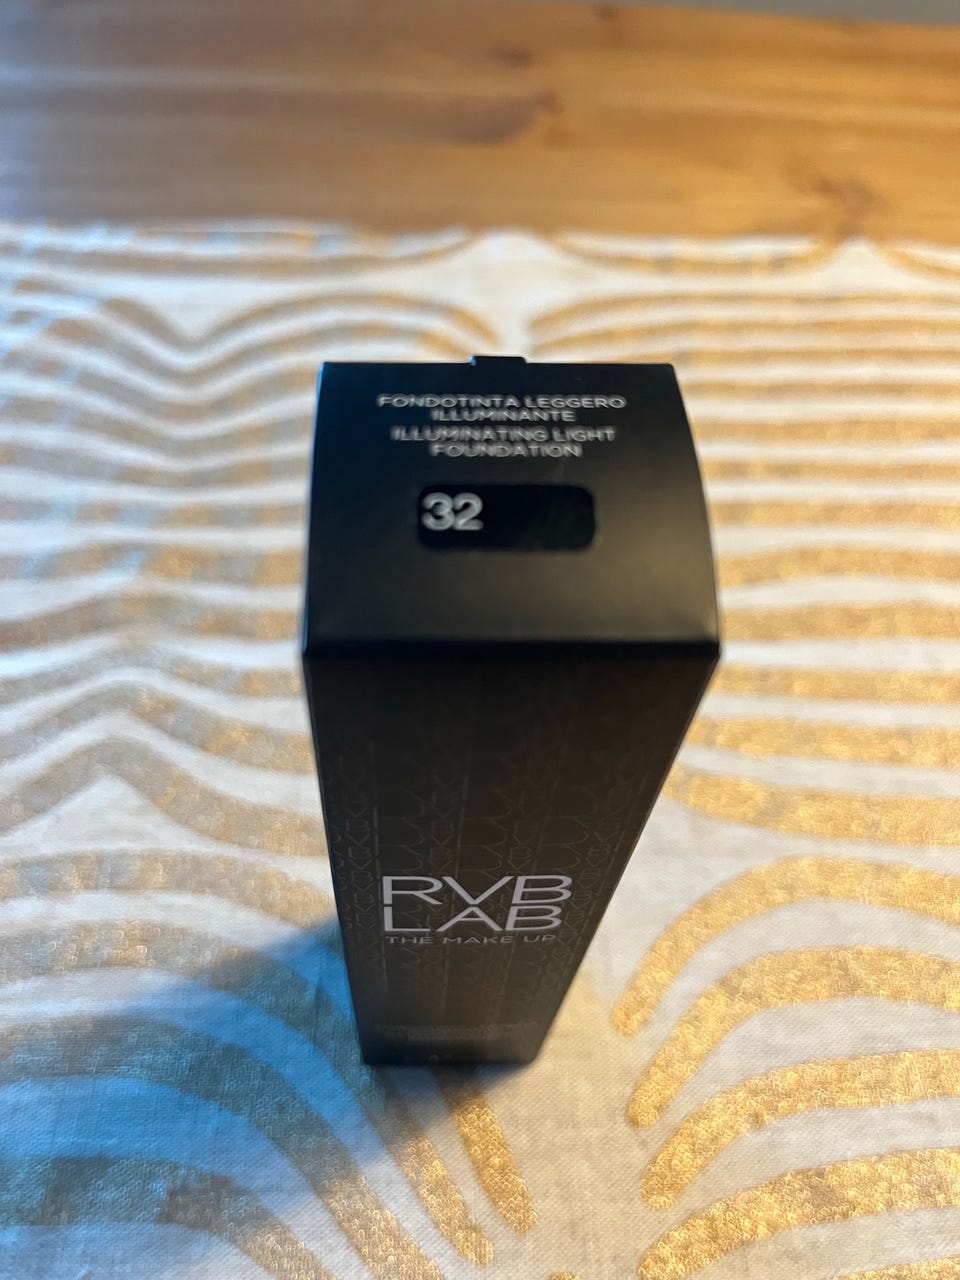 FONDOTINTA LEGGERO
ILLUMINANTE
ILLUMINATING LIGHT
FOUNDATION
32
RVB
LAB
THE MAKE UP